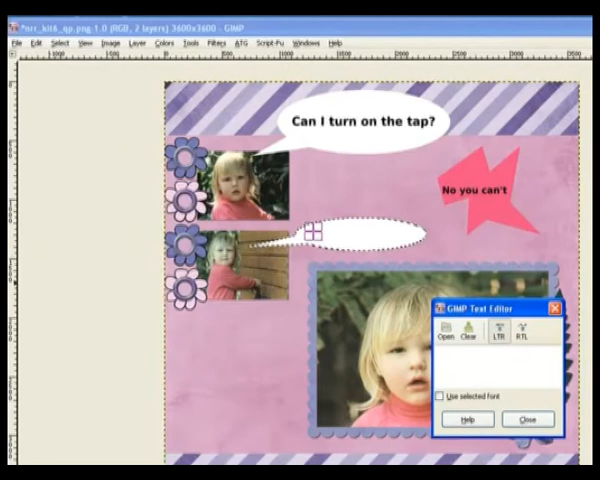 *nrc_kit6_qp.png-1.0 (RGB, 2 layers) 3600x3600 - GIMP
File Edit Select View Image Layer Colors Tools Filters ATG Script-Fu Windows Help
Can I turn on the tap?
No you can't
GIMP Text Editor
Open Clear LTR RTL
Use selected font
Help Close